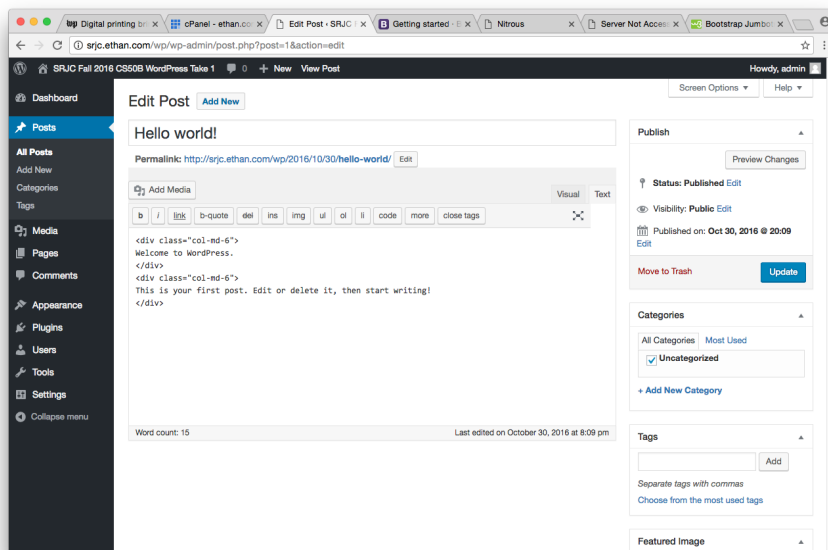 Digital printing bri
cPanel - ethan.co
Edit Post ‹ SRJC F
Getting started · B
Nitrous
Server Not Access
Bootstrap Jumbot
srjc.ethan.com/wp/wp-admin/post.php?post=1&action=edit
SRJC Fall 2016 CS50B WordPress Take 1 0 + New View Post Howdy, admin
Screen Options Help
Dashboard
Posts
All Posts
Add New
Categories
Tags
Media
Pages
Comments
Appearance
Plugins
Users
Tools
Settings
Collapse menu
Edit Post Add New
Hello world!
Permalink: http://srjc.ethan.com/wp/2016/10/30/hello-world/ Edit
Add Media
Visual Text
b i link b-quote del ins img ul ol li code more close tags
<div class="col-md-6">
Welcome to WordPress.
</div>
<div class="col-md-6">
This is your first post. Edit or delete it, then start writing!
</div>
Word count: 15 Last edited on October 30, 2016 at 8:09 pm
Publish
Preview Changes
Status: Published Edit
Visibility: Public Edit
Published on: Oct 30, 2016 @ 20:09
Edit
Move to Trash Update
Categories
All Categories Most Used
Uncategorized
+ Add New Category
Tags
Add
Separate tags with commas
Choose from the most used tags
Featured Image